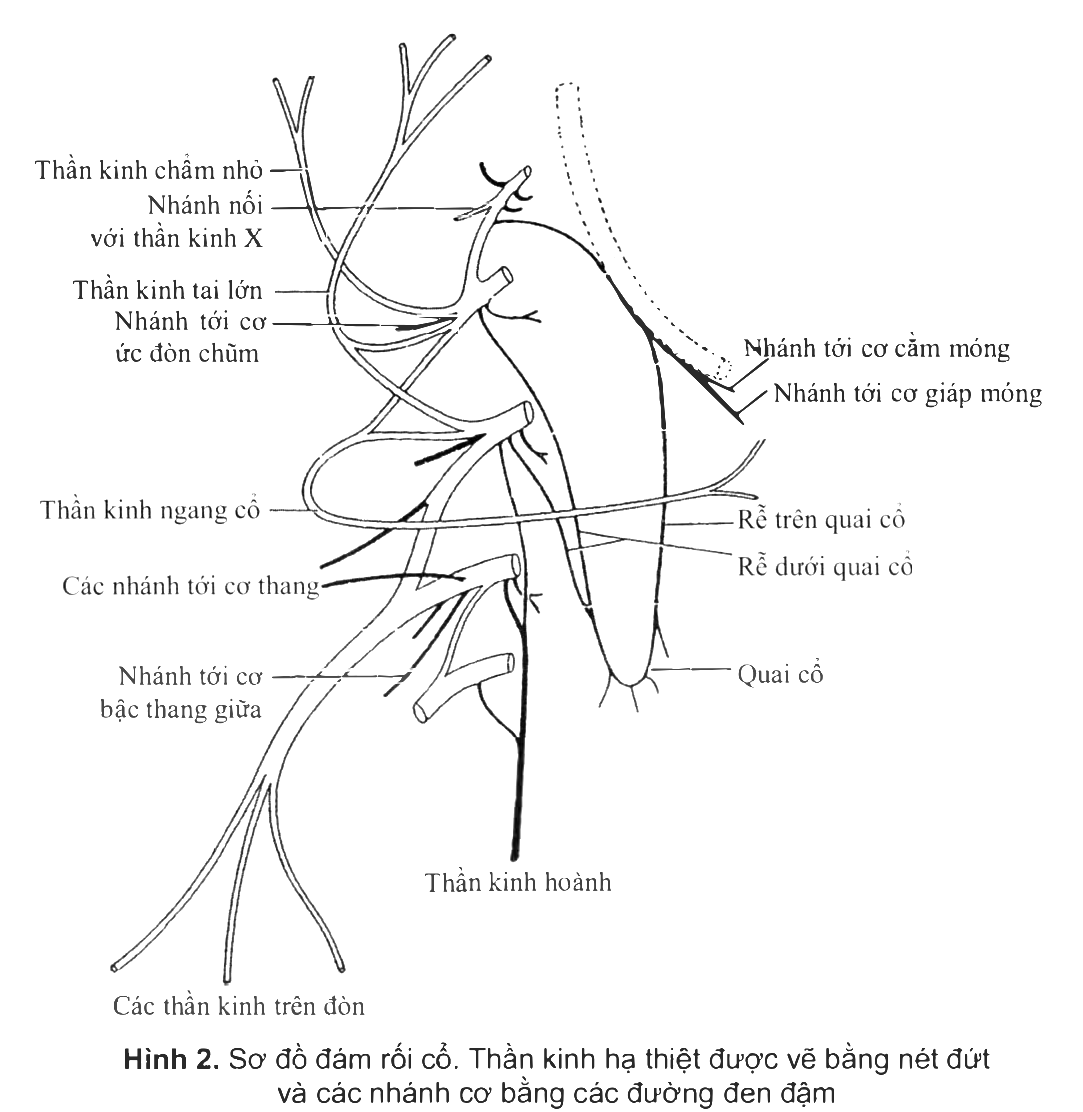 Thần kinh chẩm nhỏ
Nhánh nối
với thần kinh X
Thần kinh tai lớn
Nhánh tới cơ
ức đòn chũm
Nhánh tới cơ cằm móng
Nhánh tới cơ giáp móng
Thần kinh ngang cổ
Rễ trên quai cổ
Rễ dưới quai cổ
Các nhánh tới cơ thang
Nhánh tới cơ
bậc thang giữa
Quai cổ
Thần kinh hoành
Các thần kinh trên đòn
Hình 2. Sơ đồ đám rối cổ. Thần kinh hạ thiệt được vẽ bằng nét đứt
và các nhánh cơ bằng các đường đen đậm